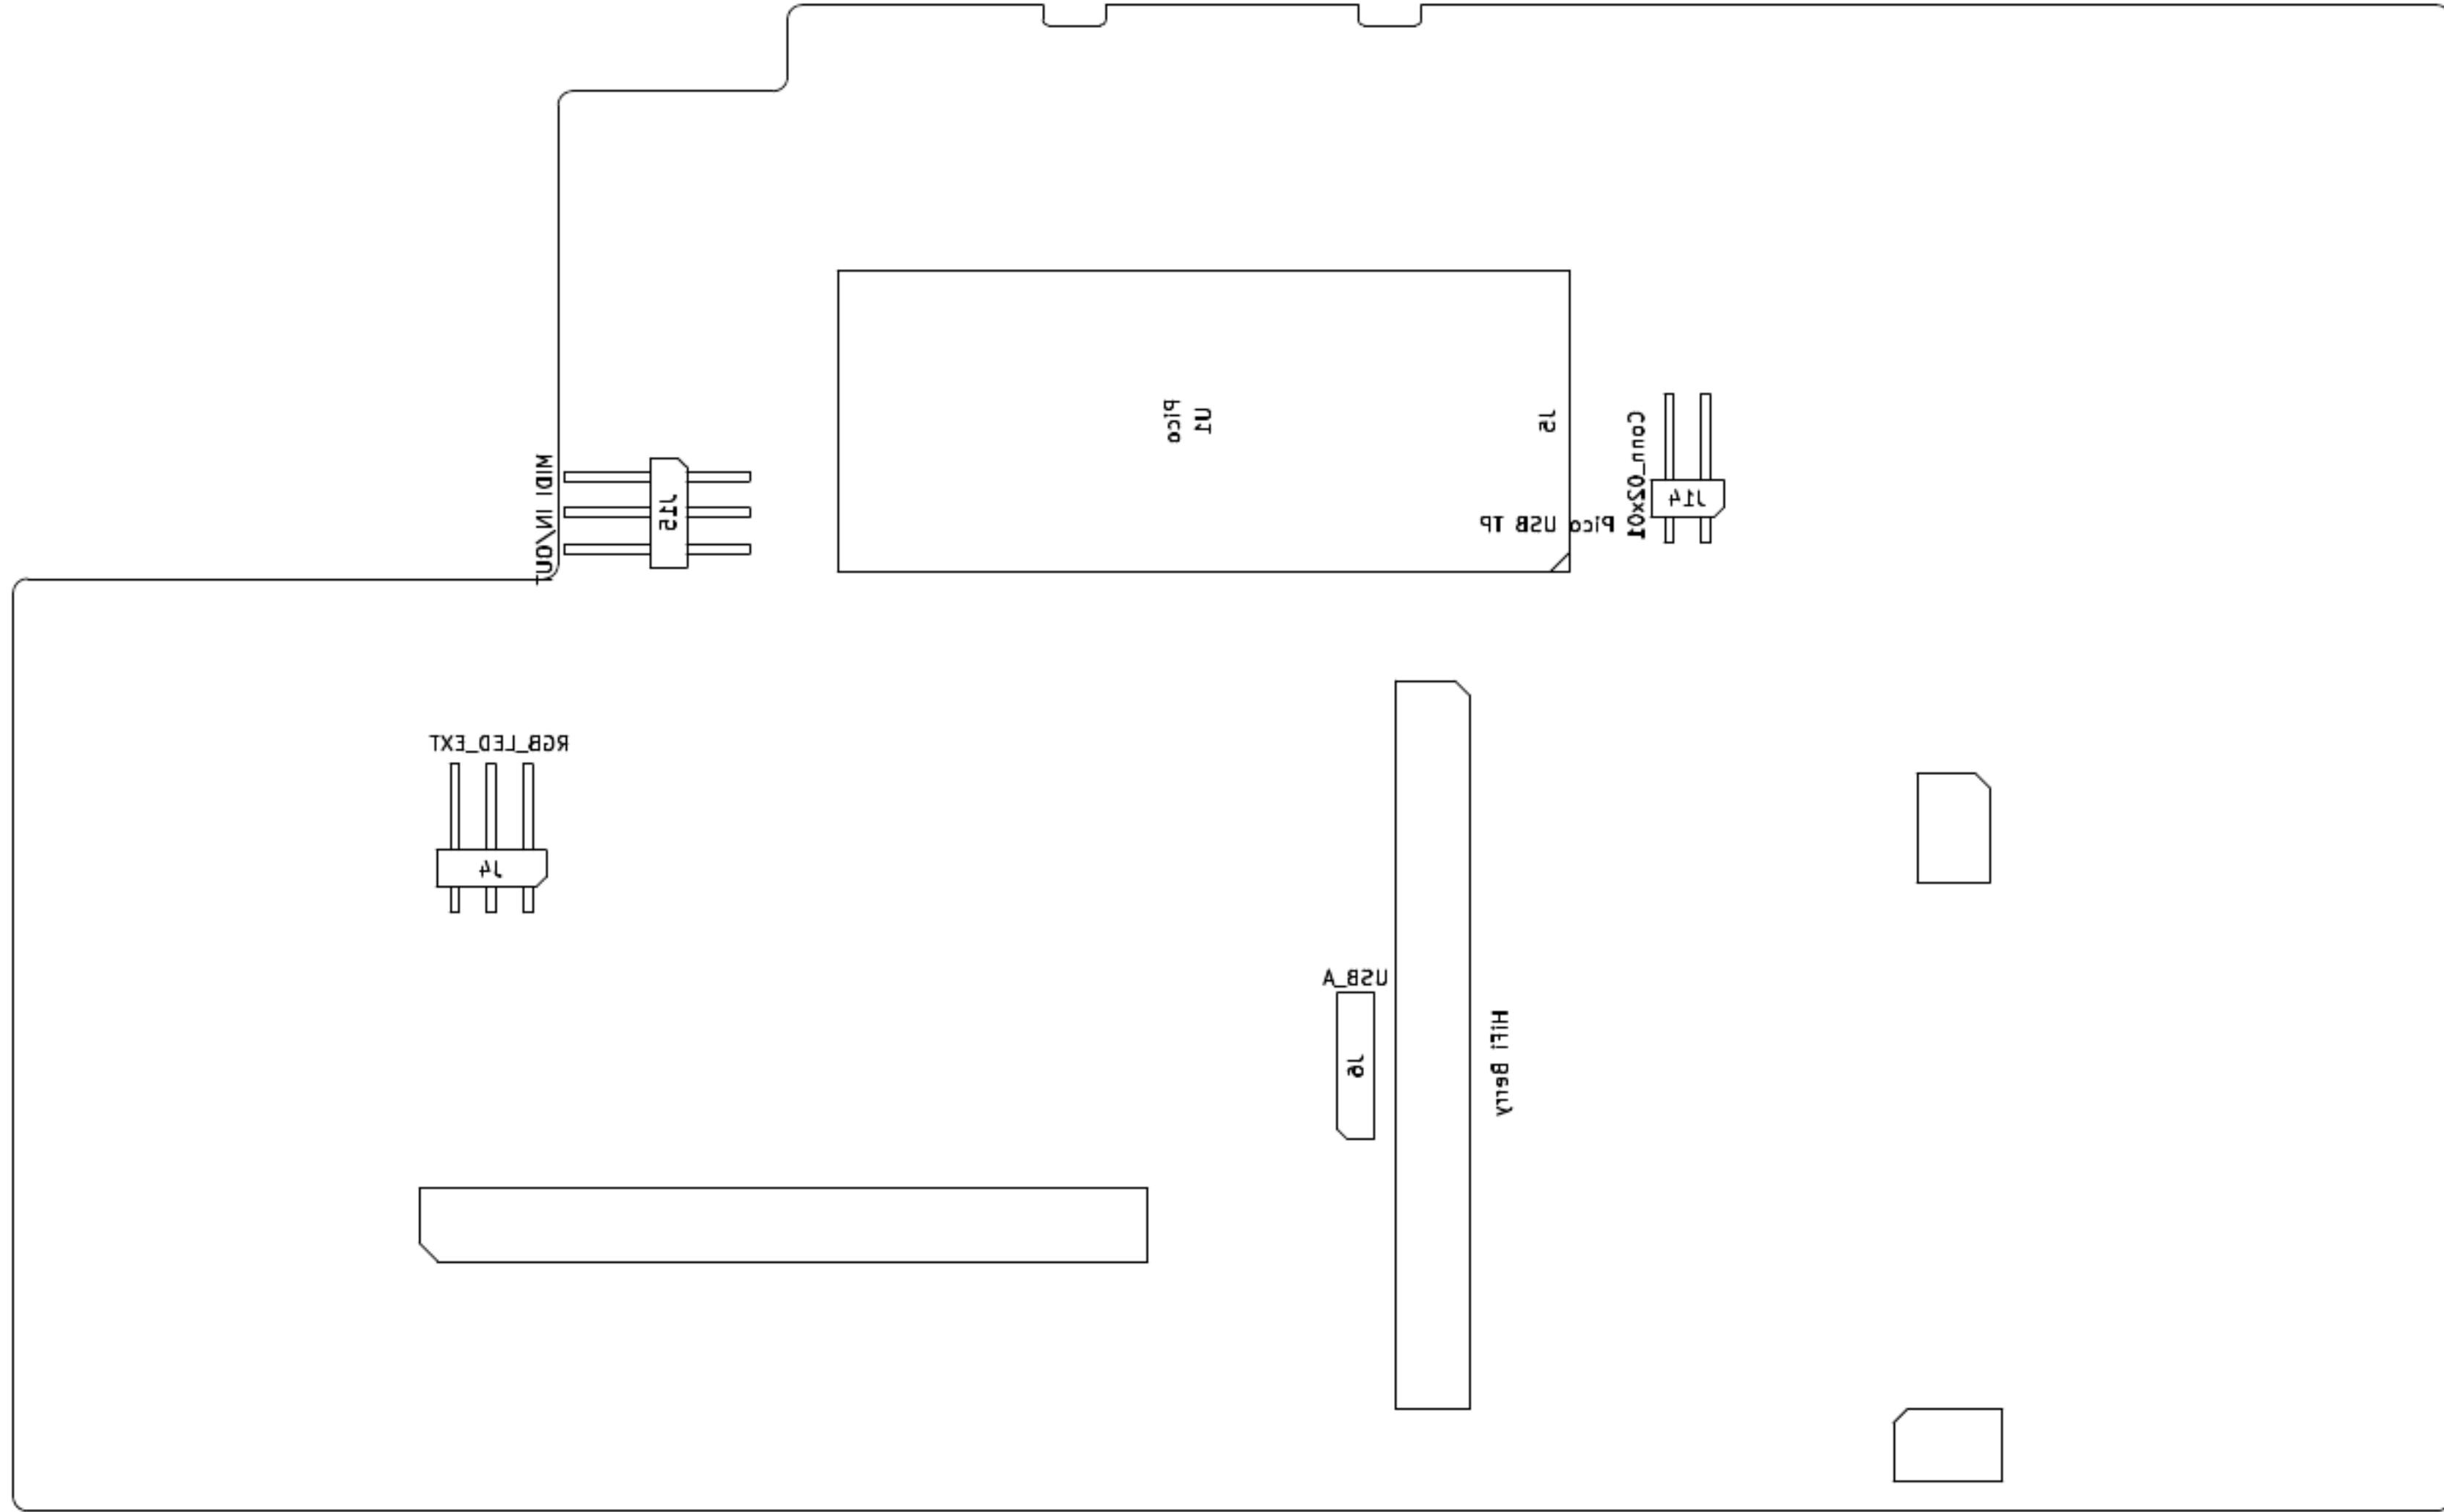 U1
Pico
J5
Conn_02x01
MIDI IN/OUT
J15
J14
Pico USB TP
RGB_LED_EXT
J4
USB_A
J6
HiFi Berry